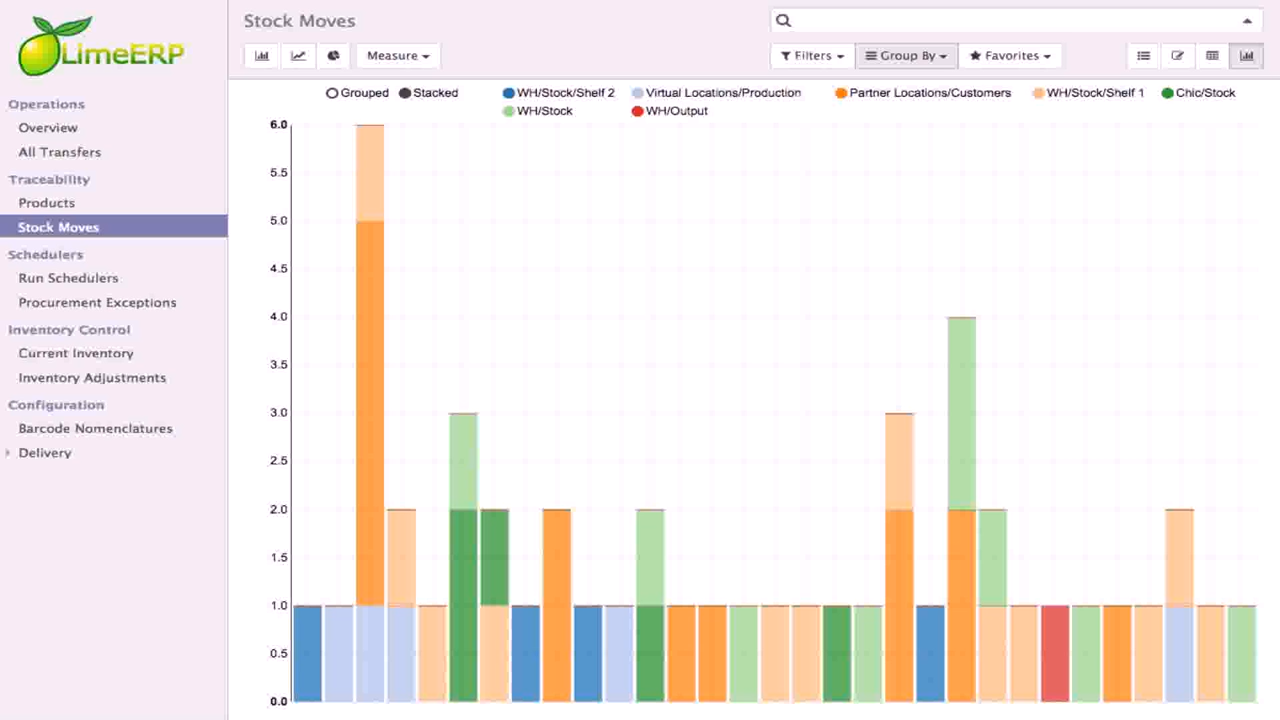 LimeERP
Operations
Overview
All Transfers
Traceability
Products
Stock Moves
Schedulers
Run Schedulers
Procurement Exceptions
Inventory Control
Current Inventory
Inventory Adjustments
Configuration
Barcode Nomenclatures
Delivery
Stock Moves
Measure
Filters Group By Favorites
Grouped Stacked WH/Stock/Shelf 2 Virtual Locations/Production Partner Locations/Customers WH/Stock/Shelf 1 Chic/Stock
WH/Stock WH/Output
6.0
5.5
5.0
4.5
4.0
3.5
3.0
2.5
2.0
1.5
1.0
0.5
0.0